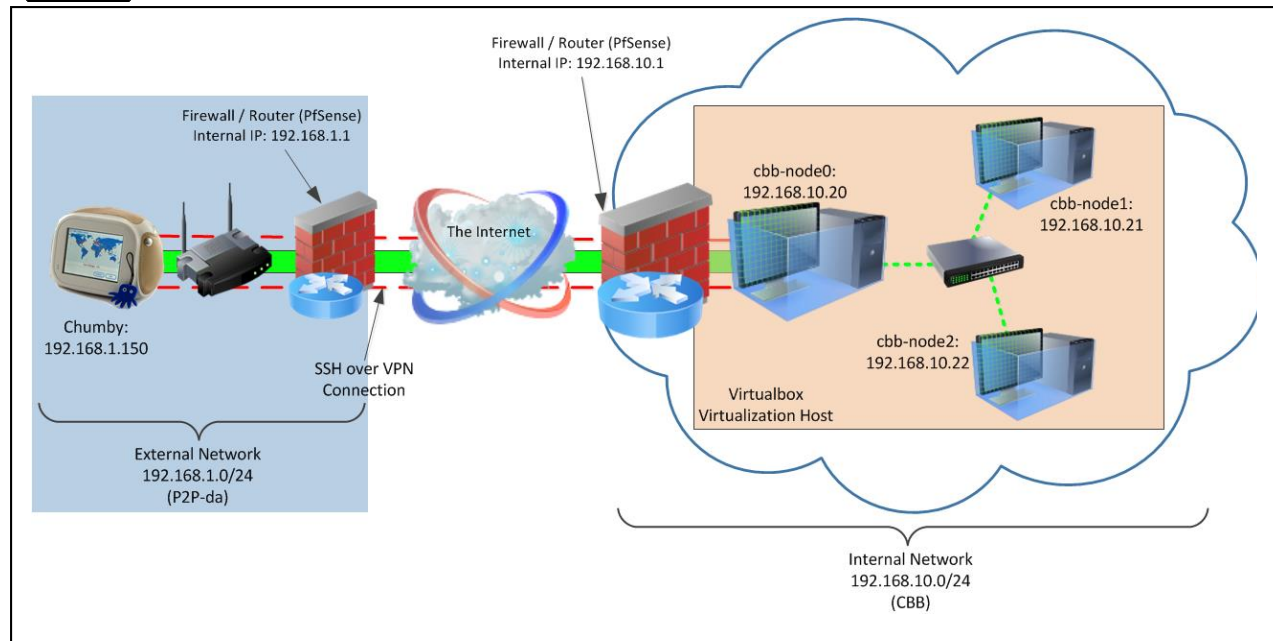 Firewall / Router (PfSense)
Internal IP: 192.168.10.1
Firewall / Router (PfSense)
Internal IP: 192.168.1.1
cbb-node0:
192.168.10.20
cbb-node1:
192.168.10.21
The Internet
Chumby:
192.168.1.150
SSH over VPN
Connection
cbb-node2:
192.168.10.22
Virtualbox
Virtualization Host
External Network
192.168.1.0/24
(P2P-da)
Internal Network
192.168.10.0/24
(CBB)